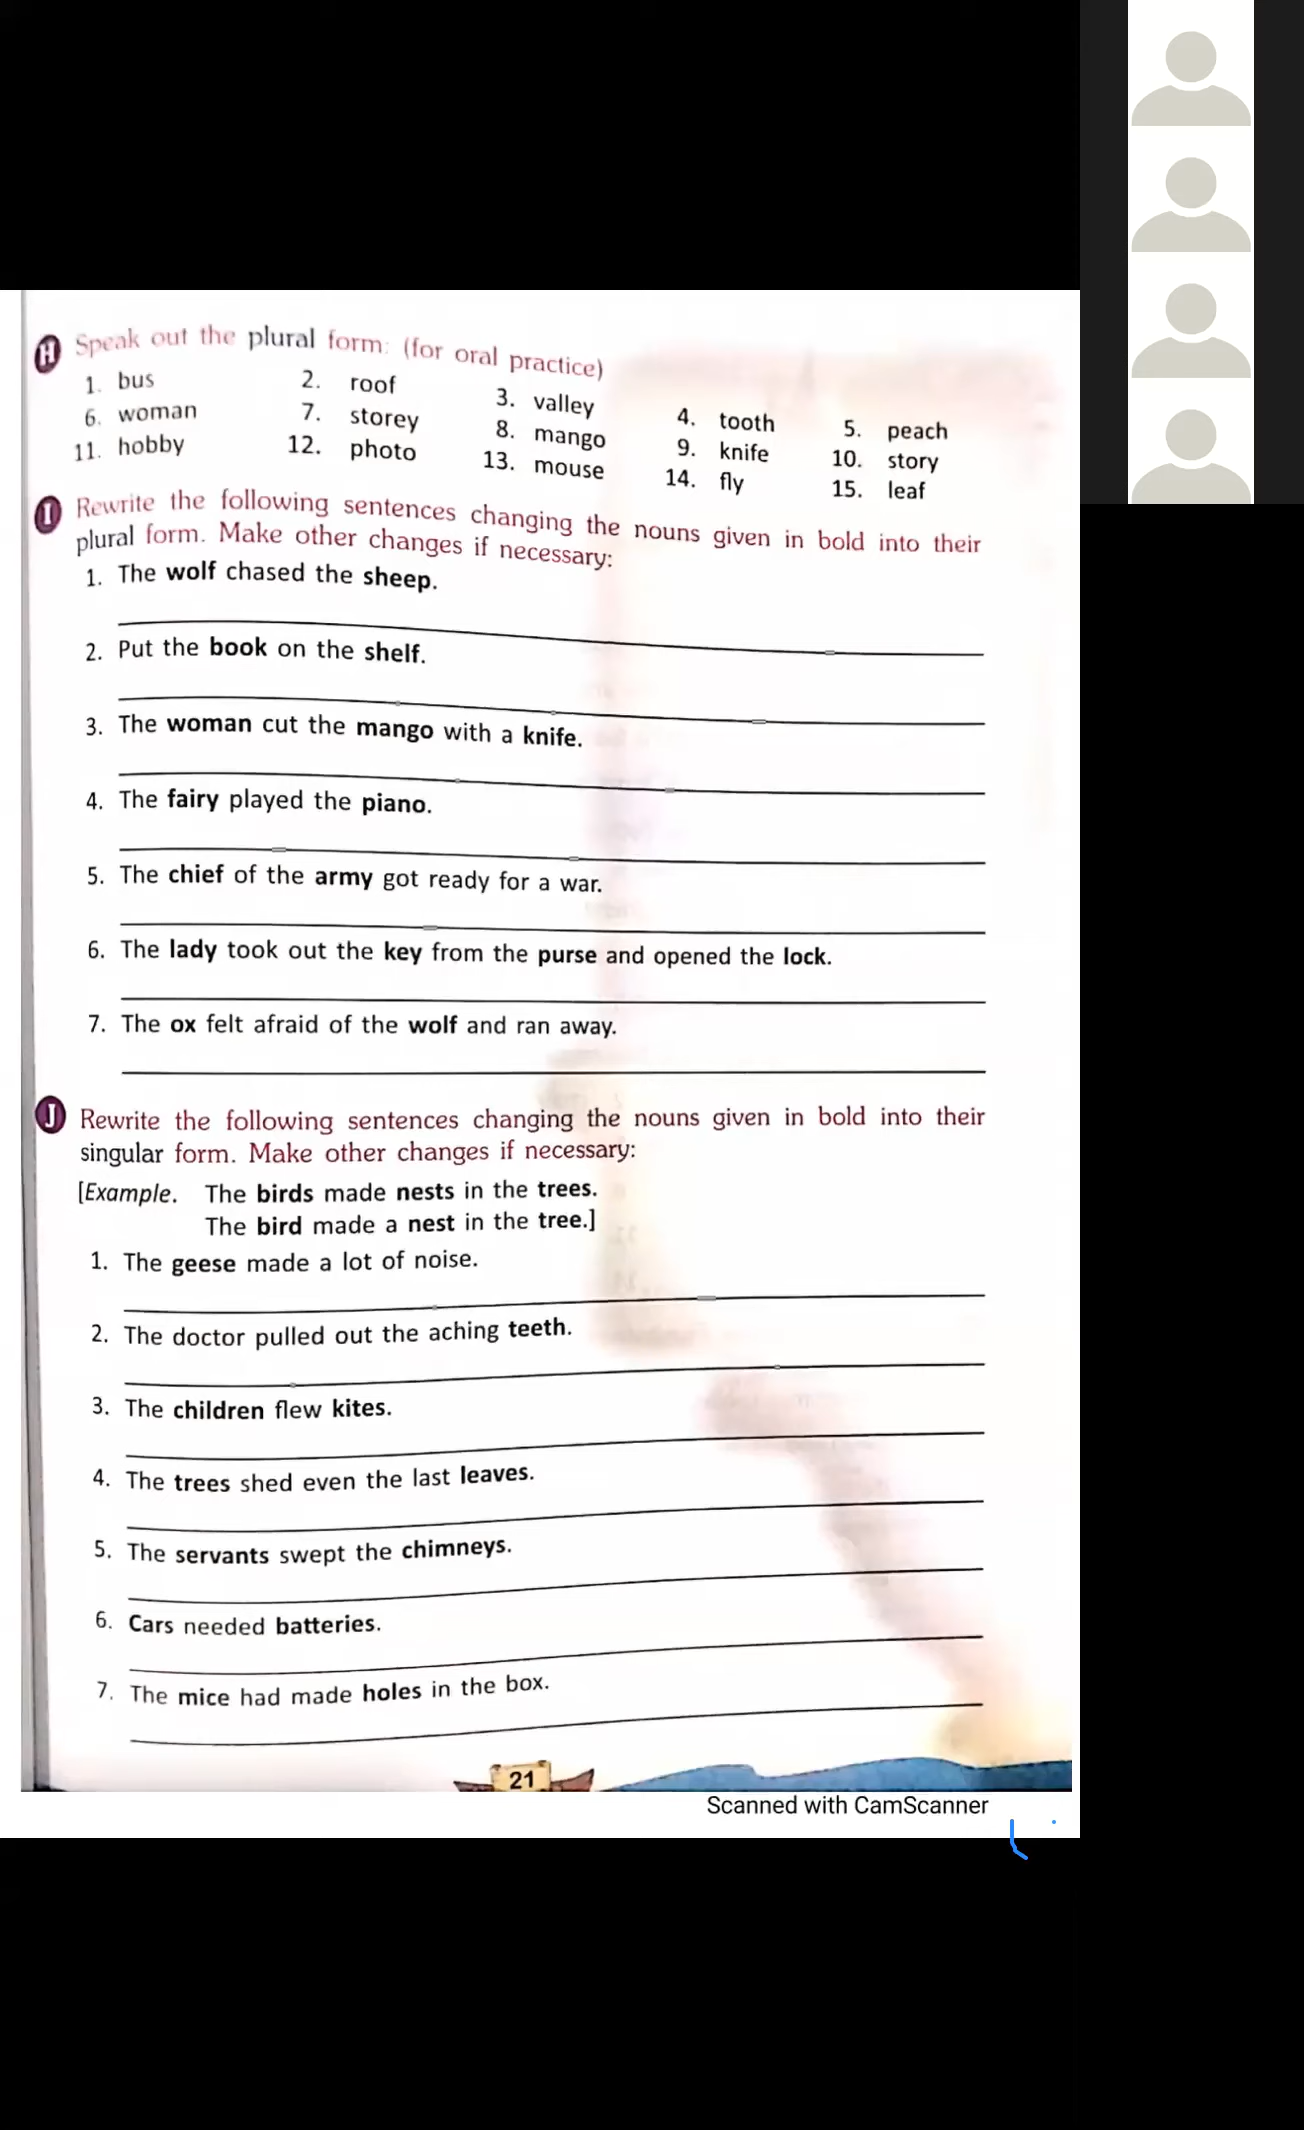 H Speak out the plural form: (for oral practice)
1. bus 2. roof 3. valley 4. tooth 5. peach
6. woman 7. storey 8. mango 9. knife 10. story
11. hobby 12. photo 13. mouse 14. fly 15. leaf
I Rewrite the following sentences changing the nouns given in bold into their
plural form. Make other changes if necessary:
1. The wolf chased the sheep.
2. Put the book on the shelf.
3. The woman cut the mango with a knife.
4. The fairy played the piano.
5. The chief of the army got ready for a war.
6. The lady took out the key from the purse and opened the lock.
7. The ox felt afraid of the wolf and ran away.
J Rewrite the following sentences changing the nouns given in bold into their
singular form. Make other changes if necessary:
[Example. The birds made nests in the trees.
The bird made a nest in the tree.]
1. The geese made a lot of noise.
2. The doctor pulled out the aching teeth.
3. The children flew kites.
4. The trees shed even the last leaves.
5. The servants swept the chimneys.
6. Cars needed batteries.
7. The mice had made holes in the box.
21
Scanned with CamScanner